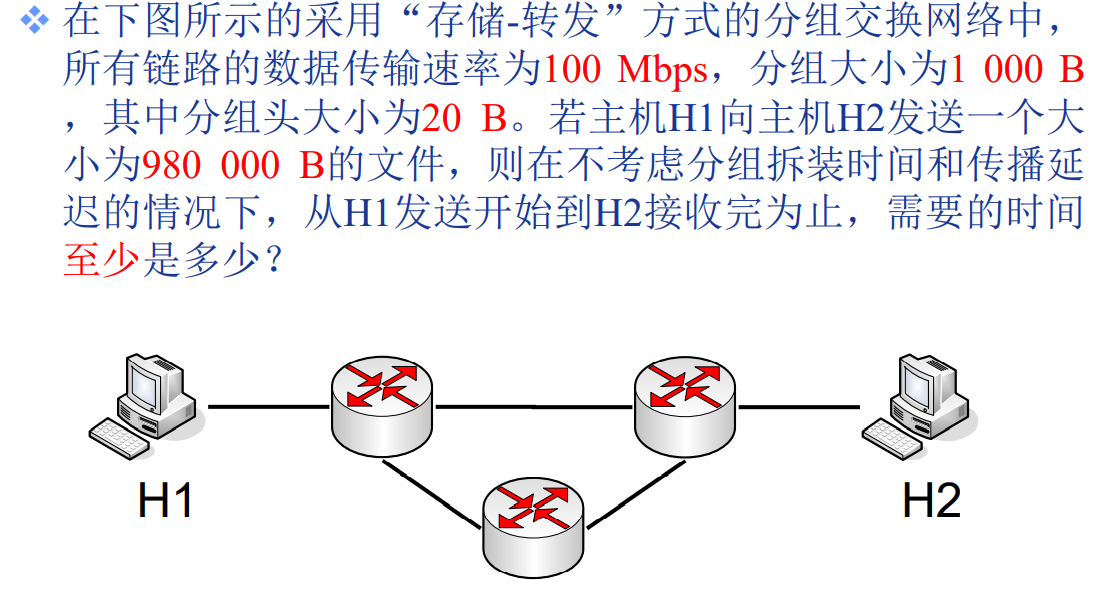 ❖ 在下图所示的采用“存储-转发”方式的分组交换网络中，
所有链路的数据传输速率为100 Mbps，分组大小为1 000 B
，其中分组头大小为20 B。若主机H1向主机H2发送一个大
小为980 000 B的文件，则在不考虑分组拆装时间和传播延
迟的情况下，从H1发送开始到H2接收完为止，需要的时间
至少是多少？
H1
H2